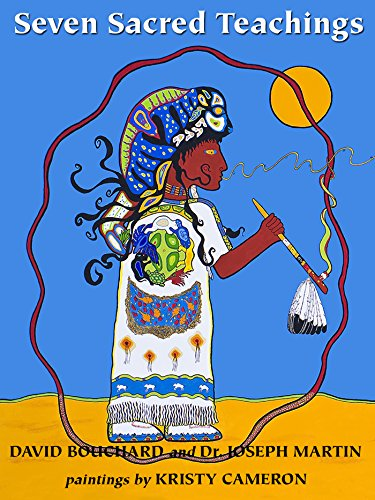 Seven Sacred Teachings
DAVID BOUCHARD and Dr. JOSEPH MARTIN
paintings by KRISTY CAMERON